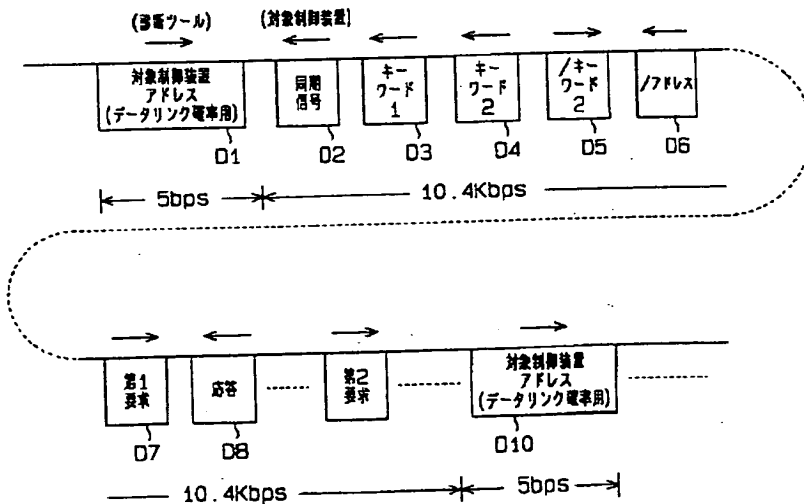 (診断ツール)
(対象制御装置)
対象制御装置
アドレス
(データリンク確率用)
同期
信号
キー
ワード
1
キー
ワード
2
/キー
ワード
2
/アドレス
D1
D2
D3
D4
D5
D6
5bps
10.4Kbps
第1
要求
応答
第2
要求
対象制御装置
アドレス
(データリンク確率用)
D7
D8
D10
10.4Kbps
5bps